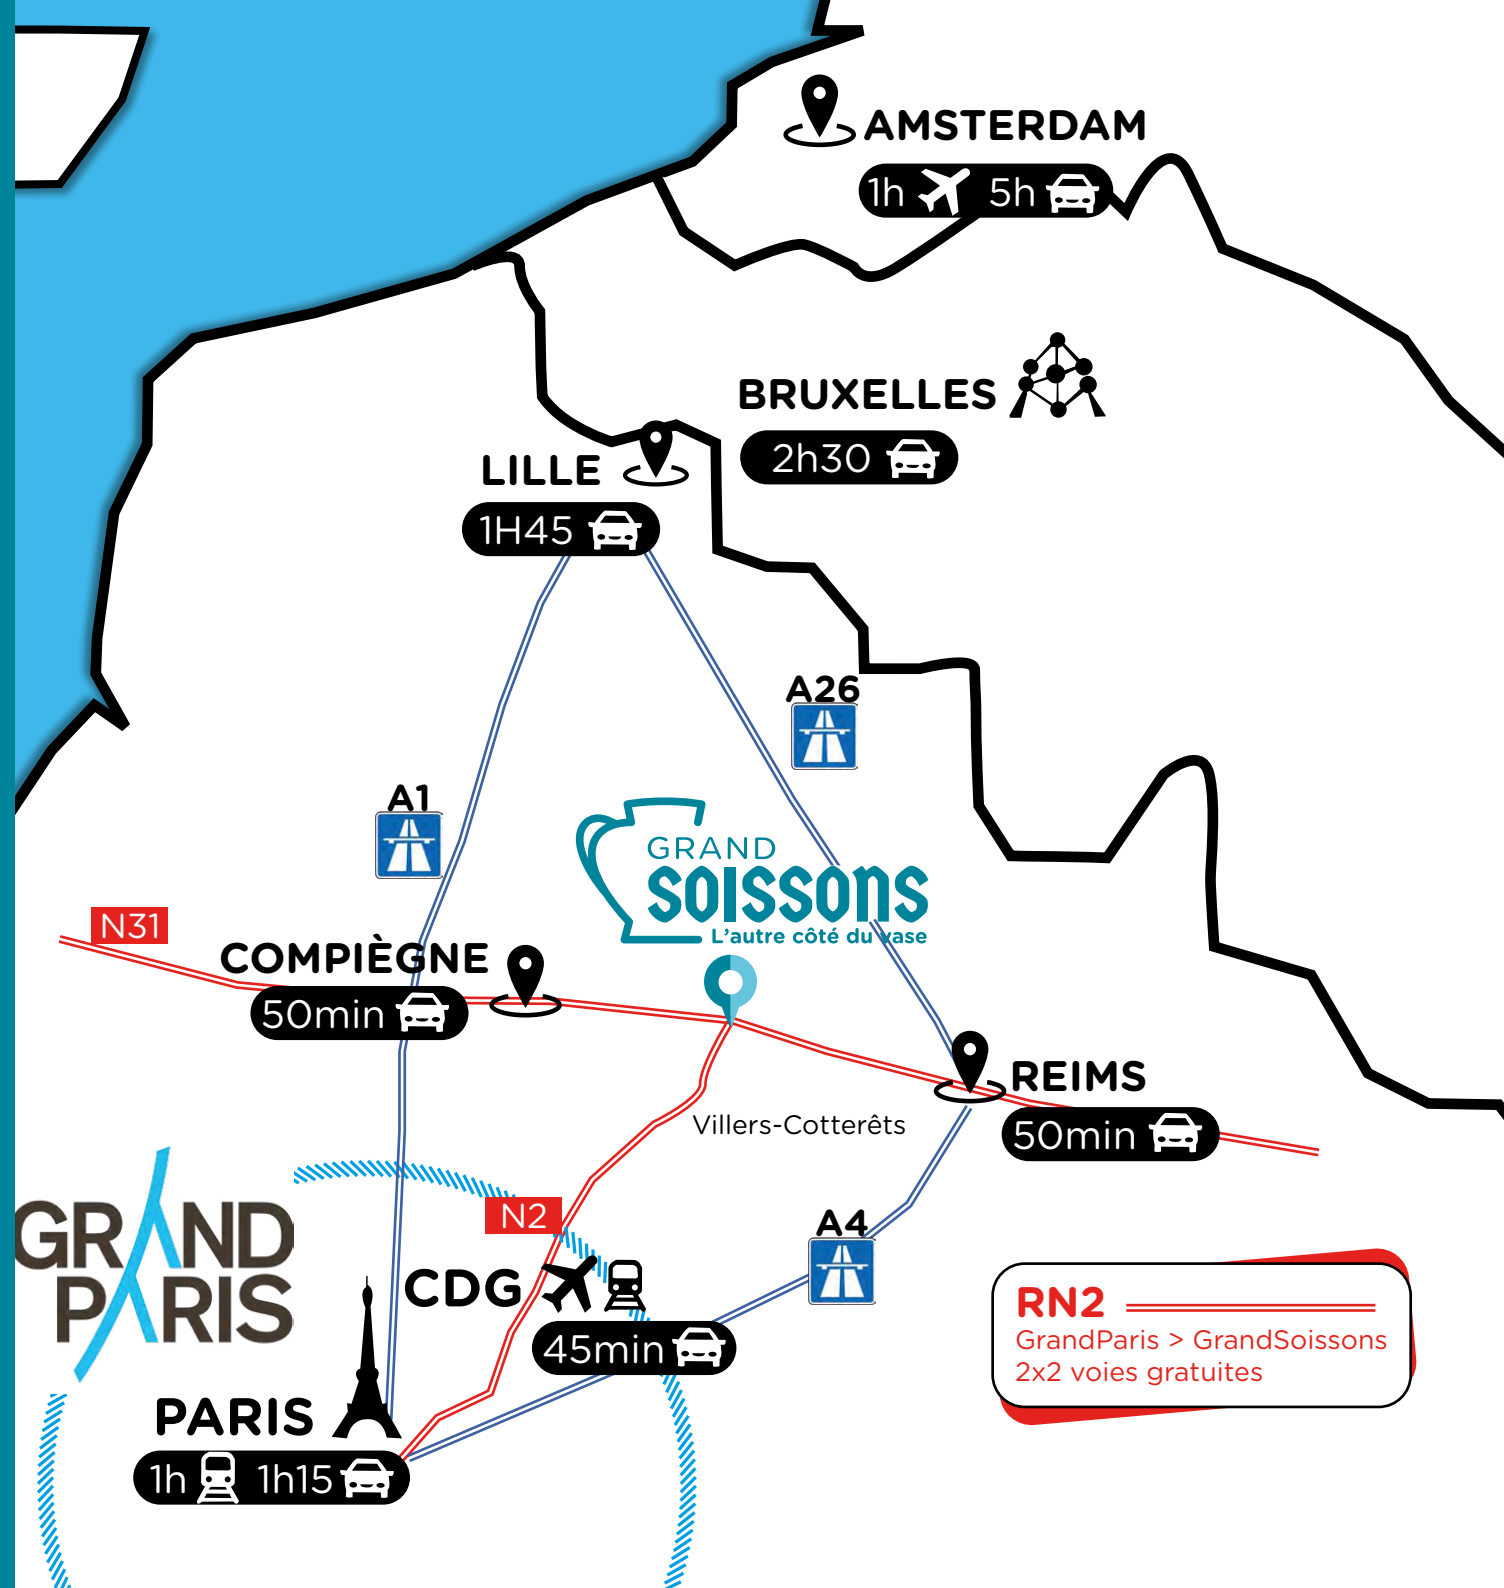 AMSTERDAM
1h 5h
BRUXELLES
2h30
LILLE
1H45
A26
A1
GRAND
SOISSONS
L'autre côté du vase
N31
COMPIÈGNE
50min
REIMS
50min
Villers-Cotterêts
GRAND
PARIS
N2
A4
CDG
45min
RN2
GrandParis > GrandSoissons
2x2 voies gratuites
PARIS
1h 1h15